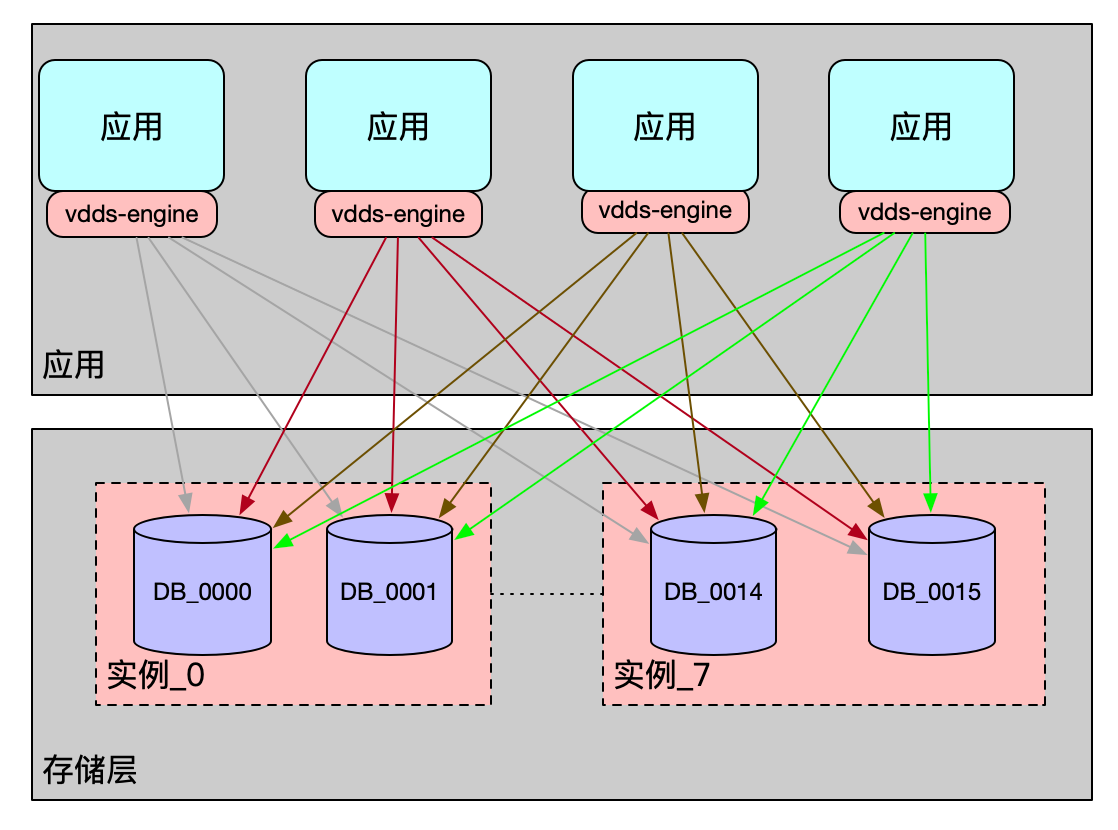 应用
应用
应用
应用
vdds-engine
vdds-engine
vdds-engine
vdds-engine
应用
DB_0000
DB_0001
DB_0014
DB_0015
实例_0
实例_7
存储层